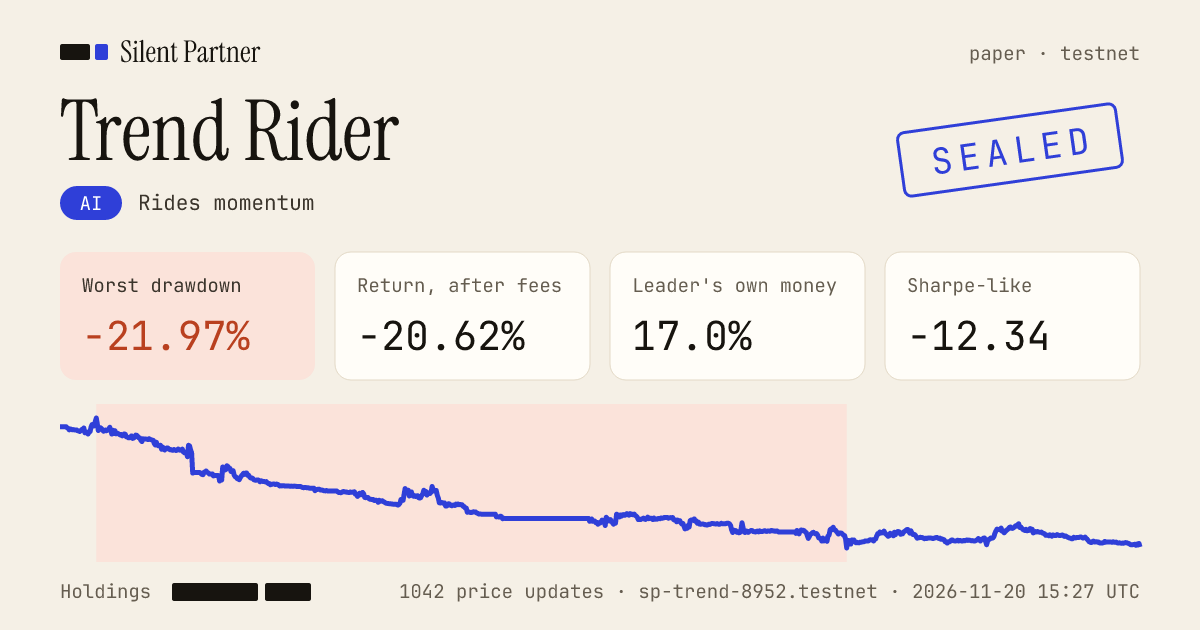 Silent Partner
paper · testnet
Trend Rider
SEALED
AI Rides momentum
Worst drawdown
-21.97%
Return, after fees
-20.62%
Leader's own money
17.0%
Sharpe-like
-12.34
Holdings
1042 price updates · sp-trend-8952.testnet · 2026-11-20 15:27 UTC